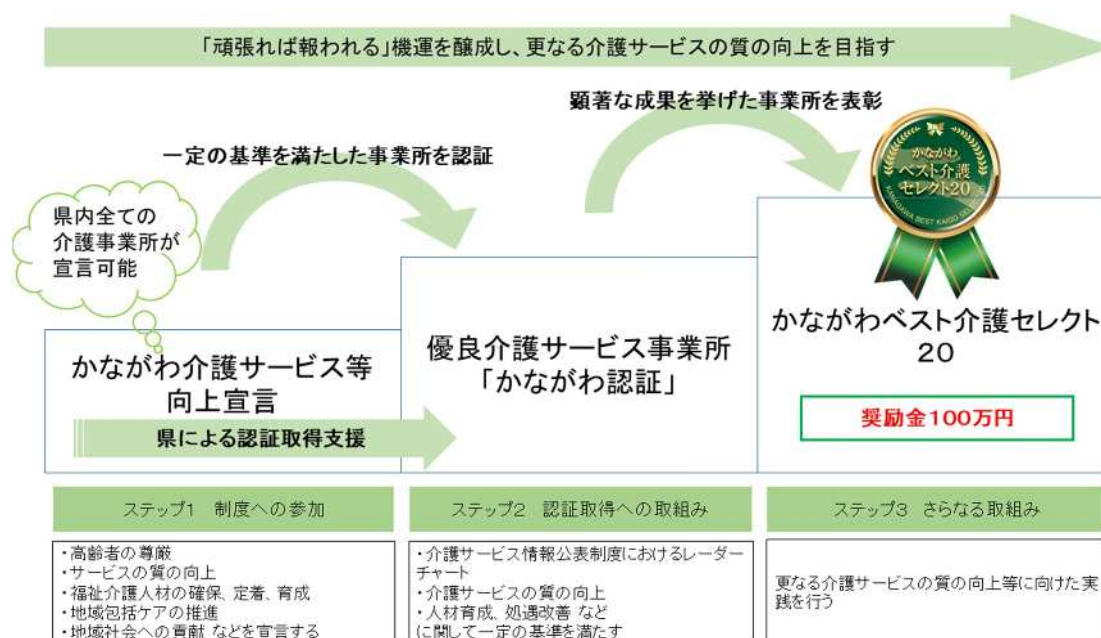 「頑張れば報われる」機運を醸成し、更なる介護サービスの質の向上を目指す
顕著な成果を挙げた事業所を表彰
一定の基準を満たした事業所を認証
県内全ての
介護事業所が
宣言可能
かながわ
ベスト介護
セレクト20
KANAGAWA BEST KAIGO SELECT 20
かながわ介護サービス等
向上宣言
県による認証取得支援
優良介護サービス事業所
「かながわ認証」
かながわベスト介護セレクト
20
奨励金100万円
ステップ1 制度への参加
・高齢者の尊厳
・サービスの質の向上
・福祉介護人材の確保、定着、育成
・地域包括ケアの推進
・地域社会への貢献 などを宣言する
ステップ2 認証取得への取組み
・介護サービス情報公表制度におけるレーダー
チャート
・介護サービスの質の向上
・人材育成、処遇改善 など
に関して一定の基準を満たす
ステップ3 さらなる取組み
更なる介護サービスの質の向上等に向けた実
践を行う